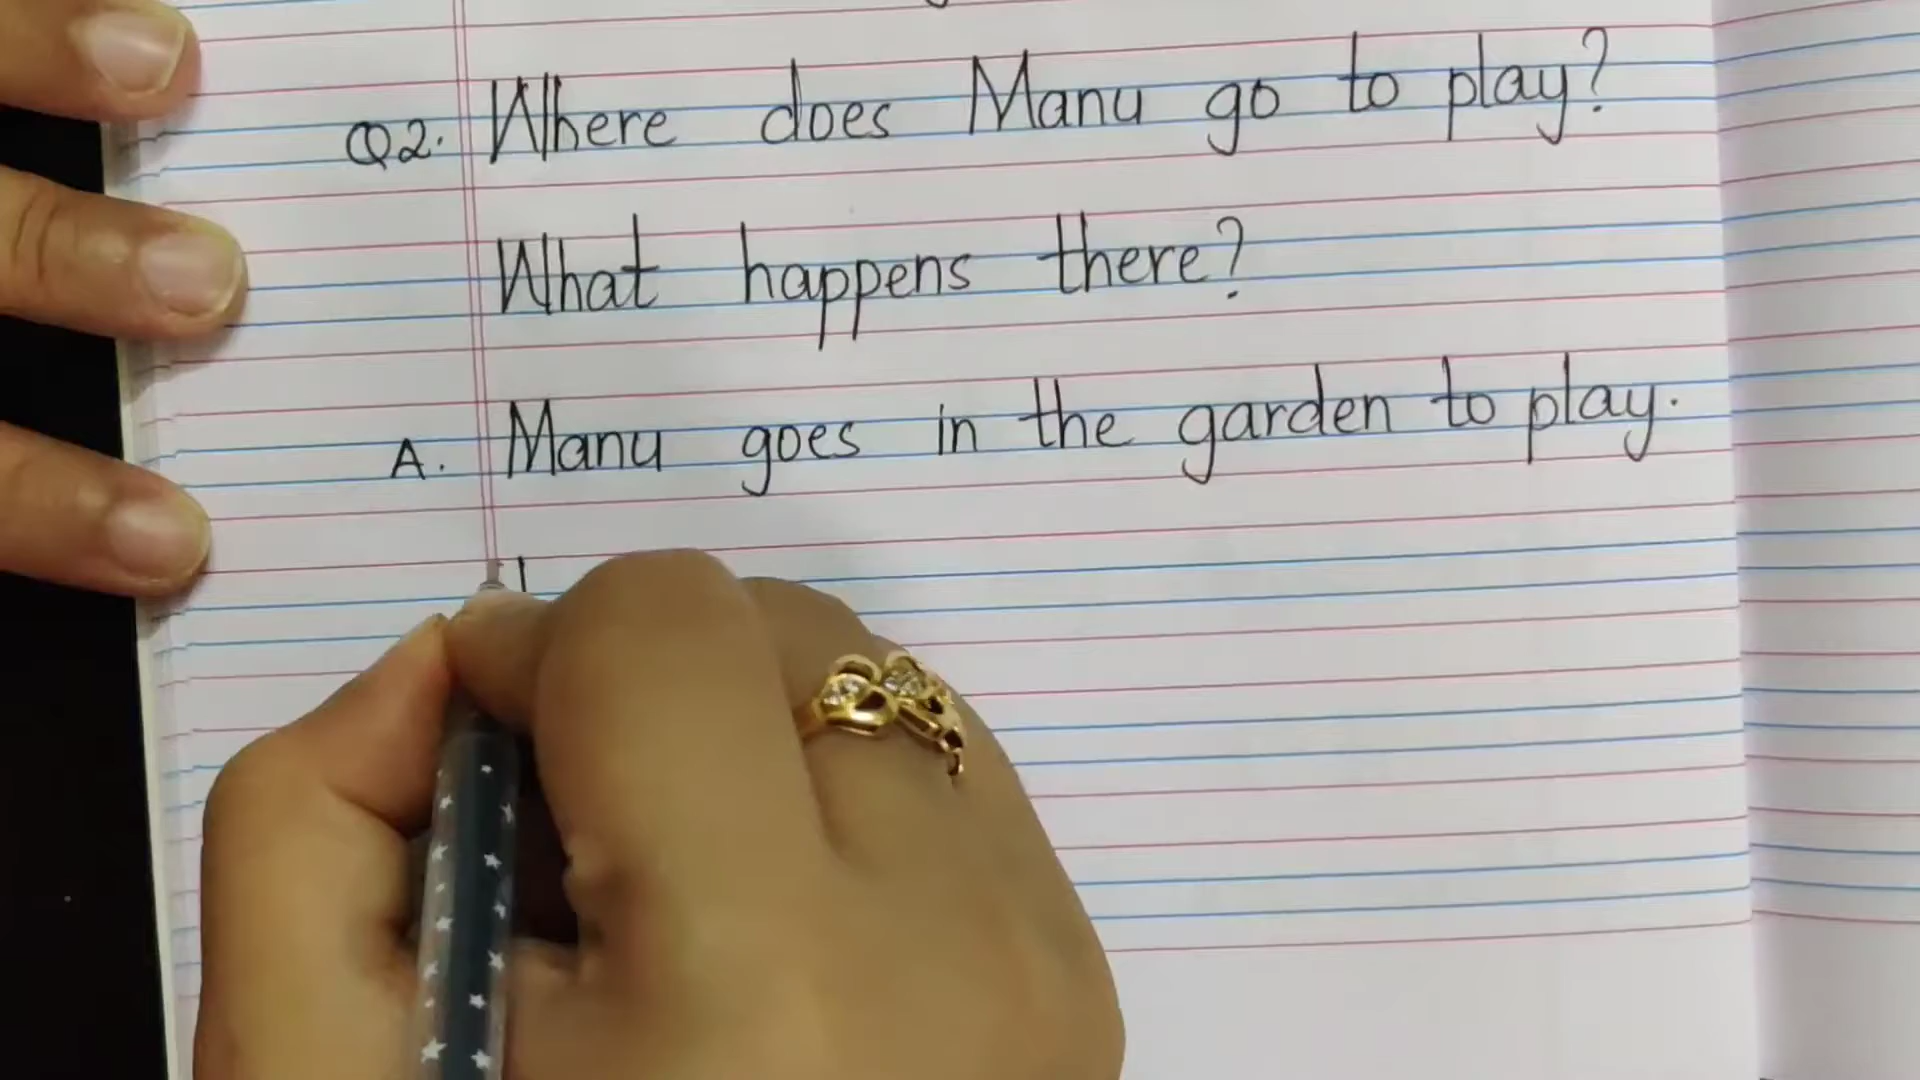 Q2. Where does Manu go to play?
What happens there?
A. Manu goes in the garden to play.